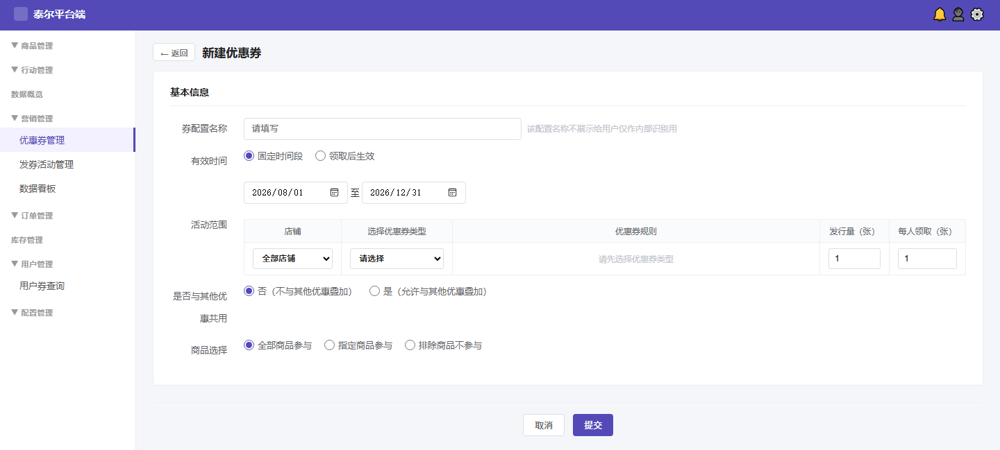 泰尔平台端
▼ 商品管理
▼ 行动管理
数据概览
▼ 营销管理
优惠券管理
发券活动管理
数据看板
▼ 订单管理
库存管理
▼ 用户管理
用户券查询
▼ 配置管理
← 返回 新建优惠券
基本信息
券配置名称 请填写 该配置名称不展示给用户仅作内部识别用
有效时间 固定时间段 领取后生效
2026/08/01 至 2026/12/31
活动范围
店铺 选择优惠券类型 优惠券规则 发行量（张） 每人领取（张）
全部店铺 请选择 请先选择优惠券类型 1 1
是否与其他优惠共用 否（不与其他优惠叠加） 是（允许与其他优惠叠加）
商品选择 全部商品参与 指定商品参与 排除商品不参与
取消 提交